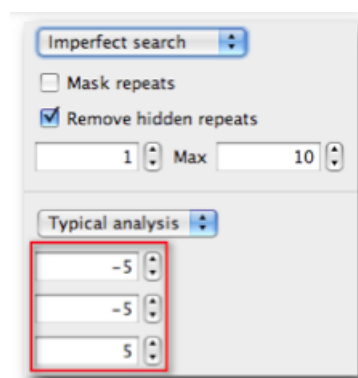 Imperfect search
Mask repeats
Remove hidden repeats
1 Max 10
Typical analysis
-5
-5
5